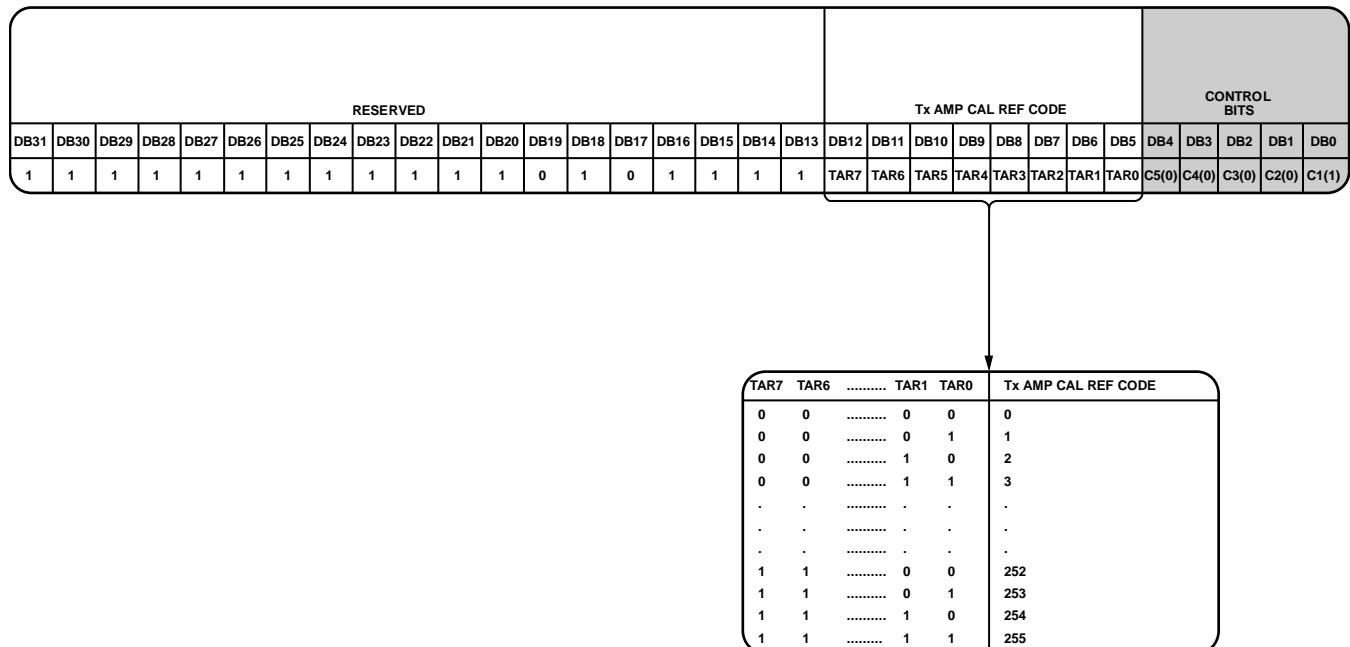 RESERVED Tx AMP CAL REF CODE CONTROL
BITS
DB31 DB30 DB29 DB28 DB27 DB26 DB25 DB24 DB23 DB22 DB21 DB20 DB19 DB18 DB17 DB16 DB15 DB14 DB13 DB12 DB11 DB10 DB9 DB8 DB7 DB6 DB5 DB4 DB3 DB2 DB1 DB0
1 1 1 1 1 1 1 1 1 1 1 1 0 1 0 1 1 1 1 TAR7 TAR6 TAR5 TAR4 TAR3 TAR2 TAR1 TAR0 C5(0) C4(0) C3(0) C2(0) C1(1)
TAR7 TAR6 .......... TAR1 TAR0 Tx AMP CAL REF CODE
0 0 .......... 0 0 0
0 0 .......... 0 1 1
0 0 .......... 1 0 2
0 0 .......... 1 1 3
. . .......... . . .
. . .......... . . .
. . .......... . . .
1 1 .......... 0 0 252
1 1 .......... 0 1 253
1 1 .......... 1 0 254
1 1 ......... 1 1 255